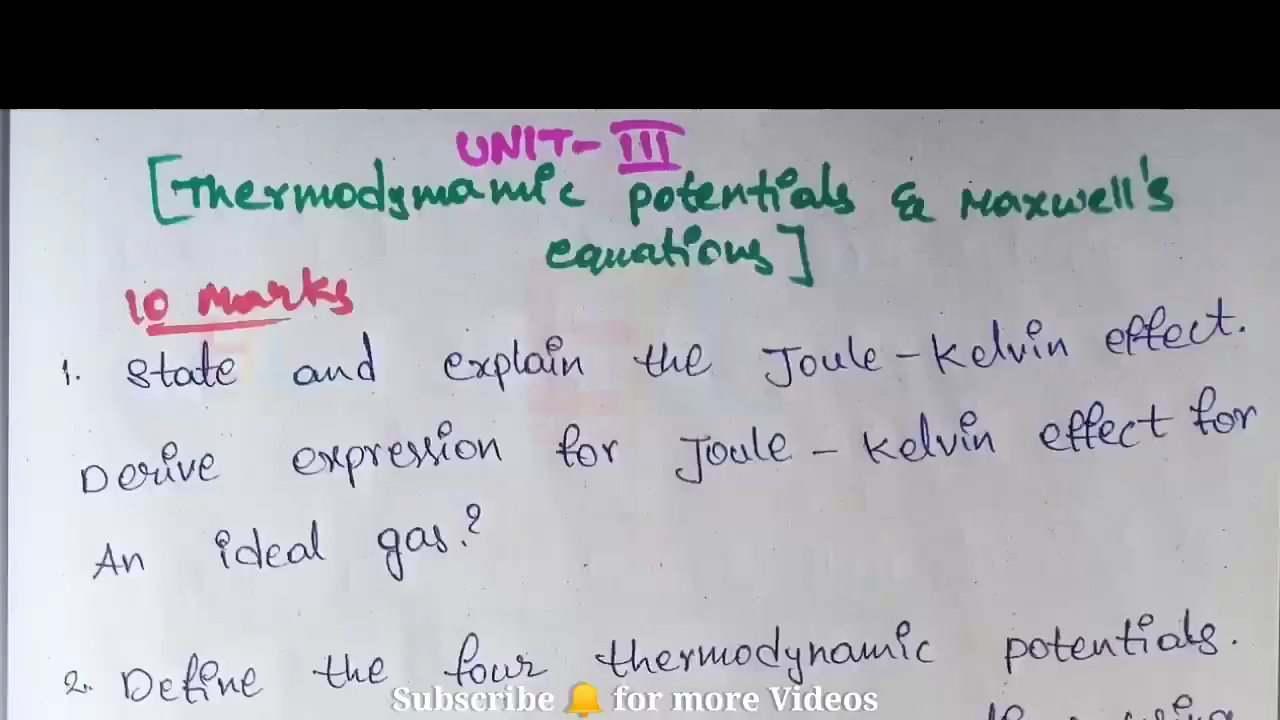 UNIT-III
[Thermodynamic potentials & Maxwell's
equations]
10 Marks
1. State and explain the Joule-Kelvin effect.
Derive expression for Joule-Kelvin effect for
An ideal gas.?
2. Define the four thermodynamic potentials.
Subscribe 🔔 for more Videos